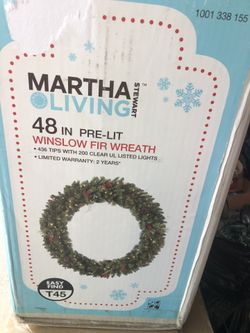 1001 338 155
MARTHA
STEWART
LIVING™
48 IN PRE-LIT
WINSLOW FIR WREATH
• 436 TIPS WITH 200 CLEAR UL LISTED LIGHTS
• LIMITED WARRANTY: 2 YEARS*
EASY
FIND
T45